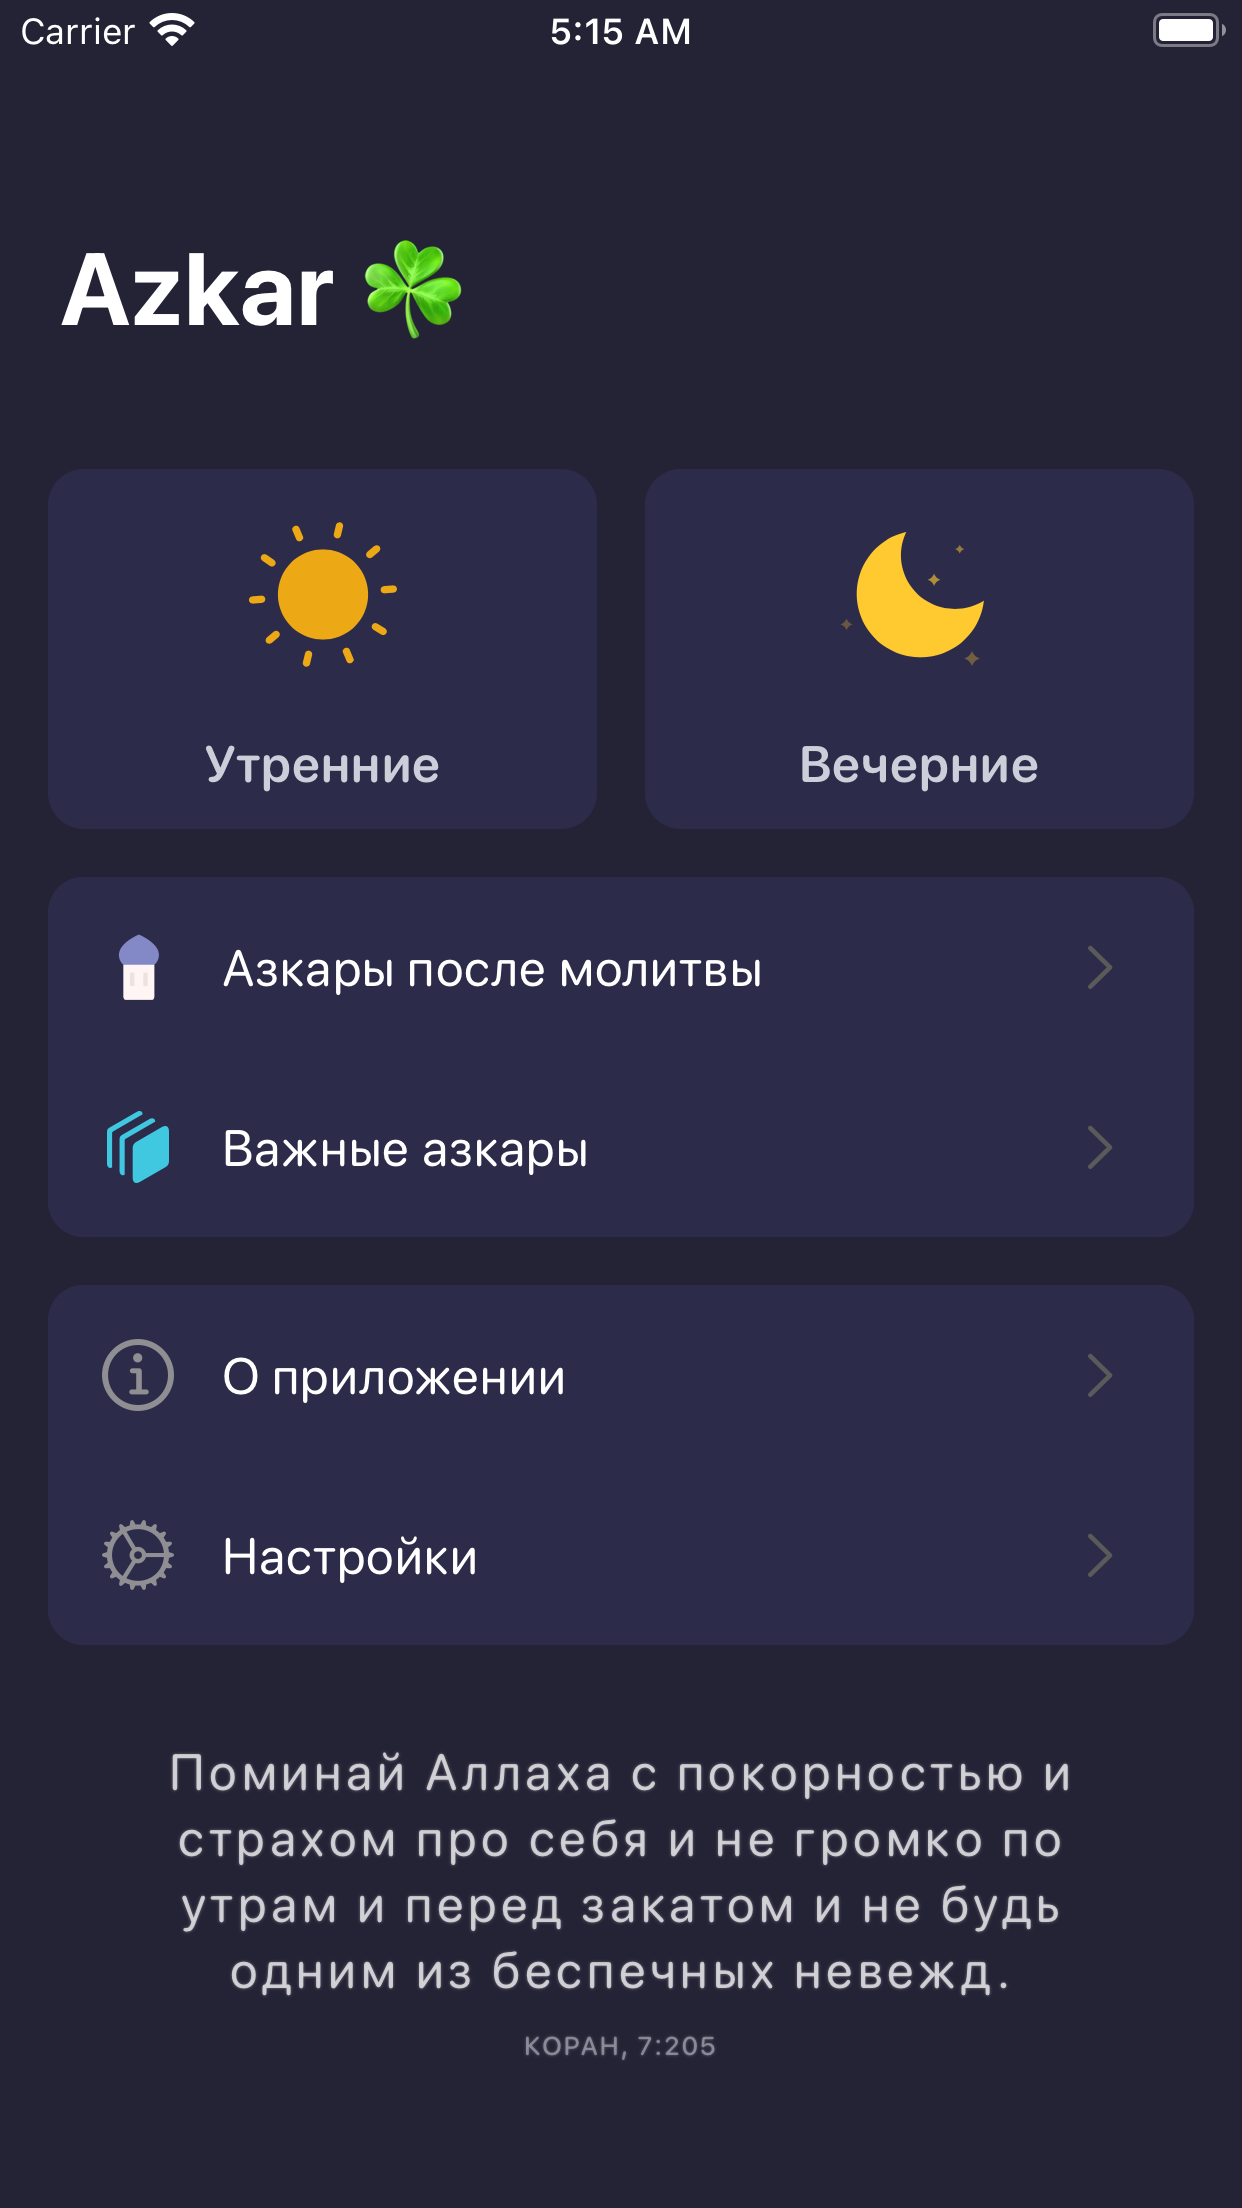 Carrier 5:15 AM
Azkar ☘️
Утренние
Вечерние
Азкары после молитвы
Важные азкары
О приложении
Настройки
Поминай Аллаха с покорностью и
страхом про себя и не громко по
утрам и перед закатом и не будь
одним из беспечных невежд.
КОРАН, 7:205